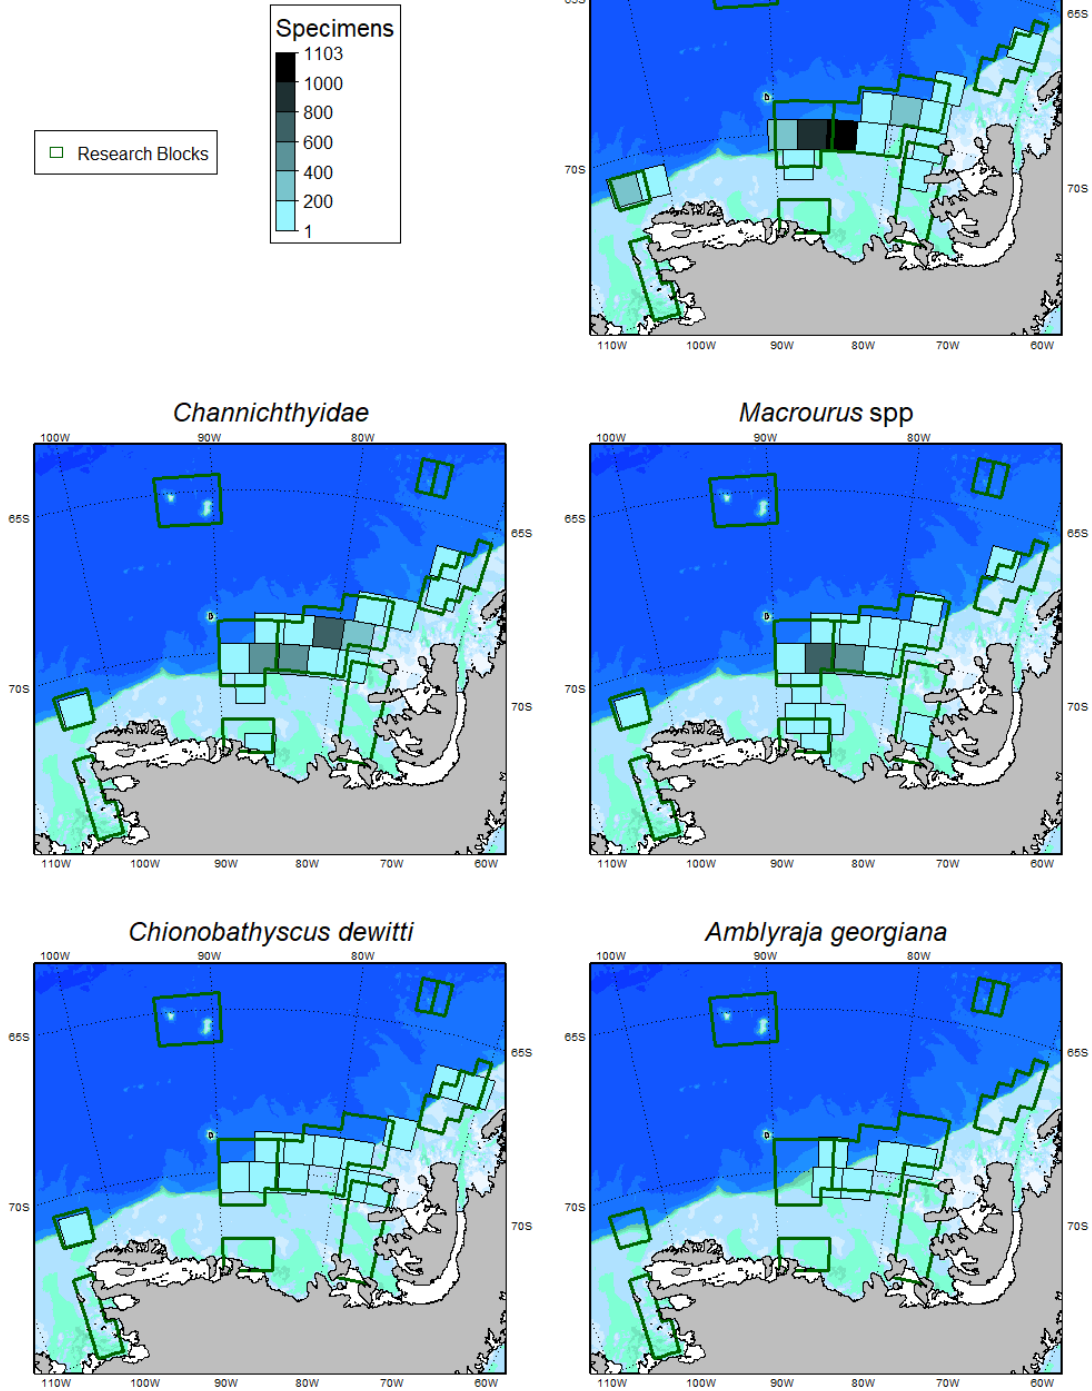 Specimens
1103
1000
800
600
400
200
1
Research Blocks
65S
65S
70S
70S
110W 100W 90W 80W 70W 60W
Channichthyidae
100W 90W 80W
65S
65S
70S
70S
110W 100W 90W 80W 70W 60W
Macrourus spp
100W 90W 80W
65S
65S
70S
70S
110W 100W 90W 80W 70W 60W
Chionobathyscus dewitti
100W 90W 80W
65S
65S
70S
70S
110W 100W 90W 80W 70W 60W
Amblyraja georgiana
100W 90W 80W
65S
65S
70S
70S
110W 100W 90W 80W 70W 60W